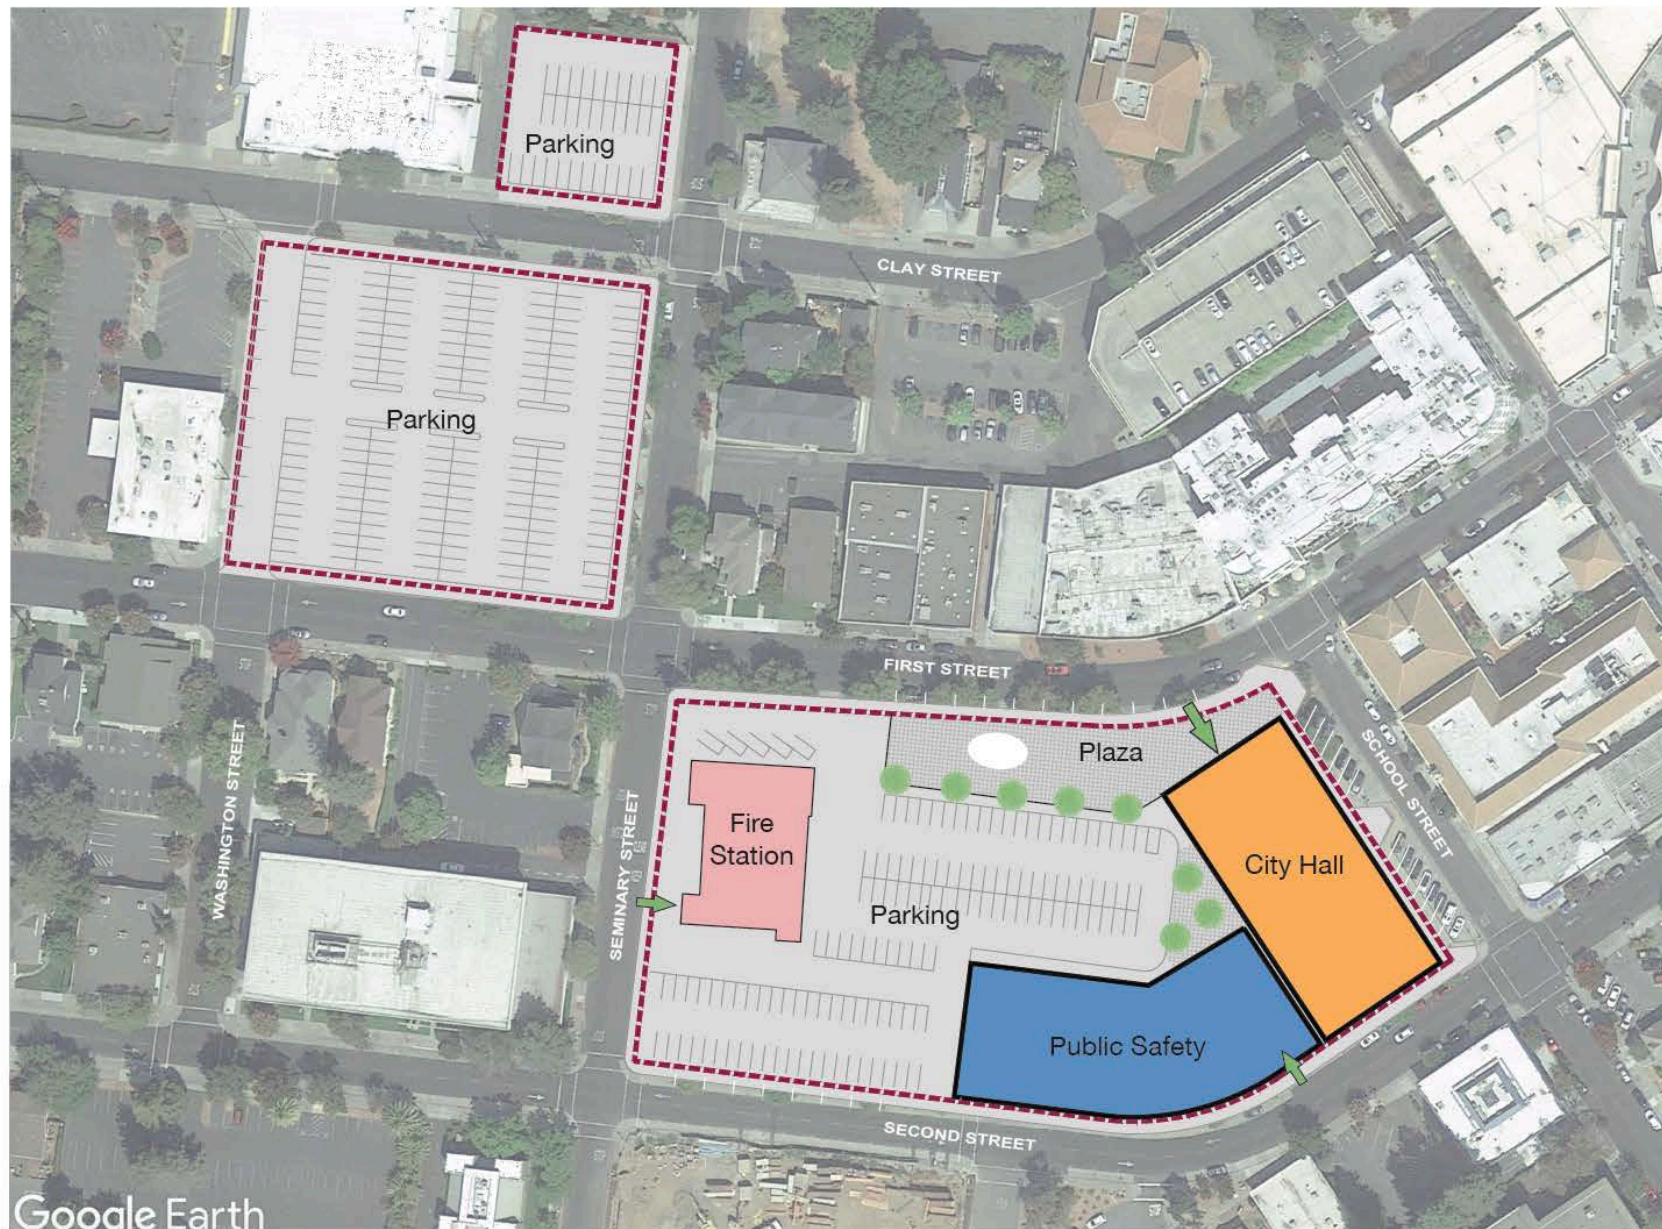 Parking
CLAY STREET
Parking
FIRST STREET
Plaza
SCHOOL STREET
WASHINGTON STREET
SEMINARY STREET
Fire
Station
City Hall
Parking
Public Safety
SECOND STREET
Google Earth